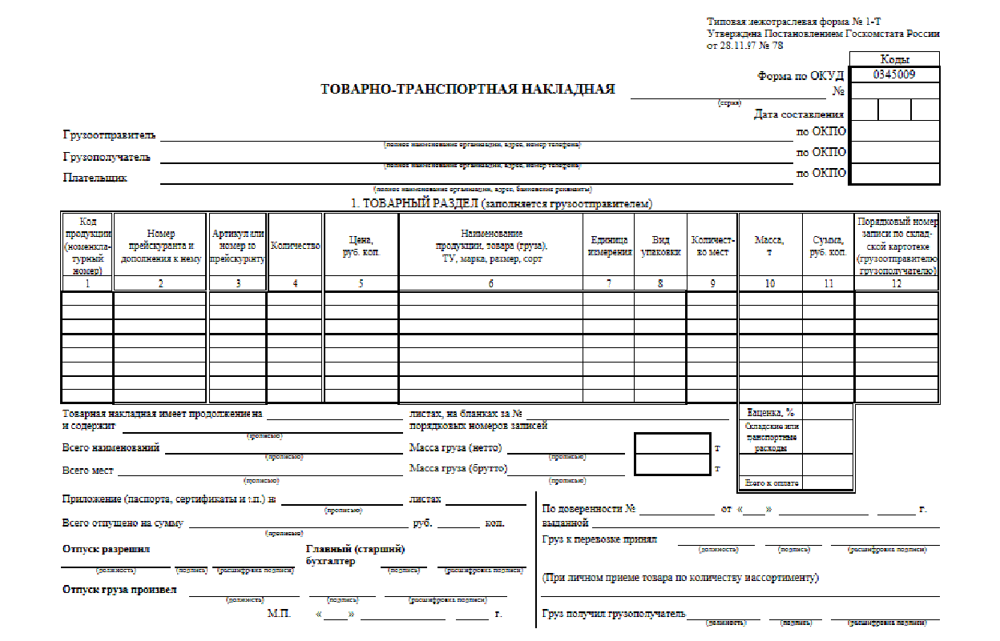 Типовая межотраслевая форма № 1-Т
Утверждена Постановлением Госкомстата России
от 28.11.97 № 78
Коды
Форма по ОКУД 0345009
ТОВАРНО-ТРАНСПОРТНАЯ НАКЛАДНАЯ №
(серия)
Дата составления
Грузоотправитель по ОКПО
(полное наименование организации, адрес, номер телефона)
Грузополучатель по ОКПО
(полное наименование организации, адрес, номер телефона)
Плательщик по ОКПО
(полное наименование организации, адрес, банковские реквизиты)
1. ТОВАРНЫЙ РАЗДЕЛ (заполняется грузоотправителем)
Код
продукции
(номенкла-
турный
номер)
Номер
прейскуранта и
дополнения к нему
Артикул или
номер по
прейскуранту
Количество
Цена,
руб. коп.
Наименование
продукции, товара (груза),
ТУ, марка, размер, сорт
Единица
измерения
Вид
упаковки
Количест-
во мест
Масса,
т
Сумма,
руб. коп.
Порядковый номер
записи по склад-
ской картотеке
(грузоотправителю
грузополучателю)
1 2 3 4 5 6 7 8 9 10 11 12
Товарная накладная имеет продолжение на листах, на бланках за №
и содержит порядковых номеров записей
(прописью)
Всего наименований Масса груза (нетто) т
(прописью) (прописью)
Всего мест Масса груза (брутто) т
(прописью) (прописью)
Наценка, %
Складские или
транспортные
расходы
Всего к оплате
Приложение (паспорта, сертификаты и т.п.) на листах
(прописью)
Всего отпущено на сумму руб. коп.
(прописью)
Отпуск разрешил Главный (старший)
бухгалтер
(должность) (подпись) (расшифровка подписи) (подпись) (расшифровка подписи)
Отпуск груза произвел
(должность) (подпись) (расшифровка подписи)
М.П. « » г.
По доверенности № от « » г.
выданной
Груз к перевозке принял
(должность) (подпись) (расшифровка подписи)
(При личном приеме товара по количеству и ассортименту)
Груз получил грузополучатель
(должность) (подпись) (расшифровка подписи)